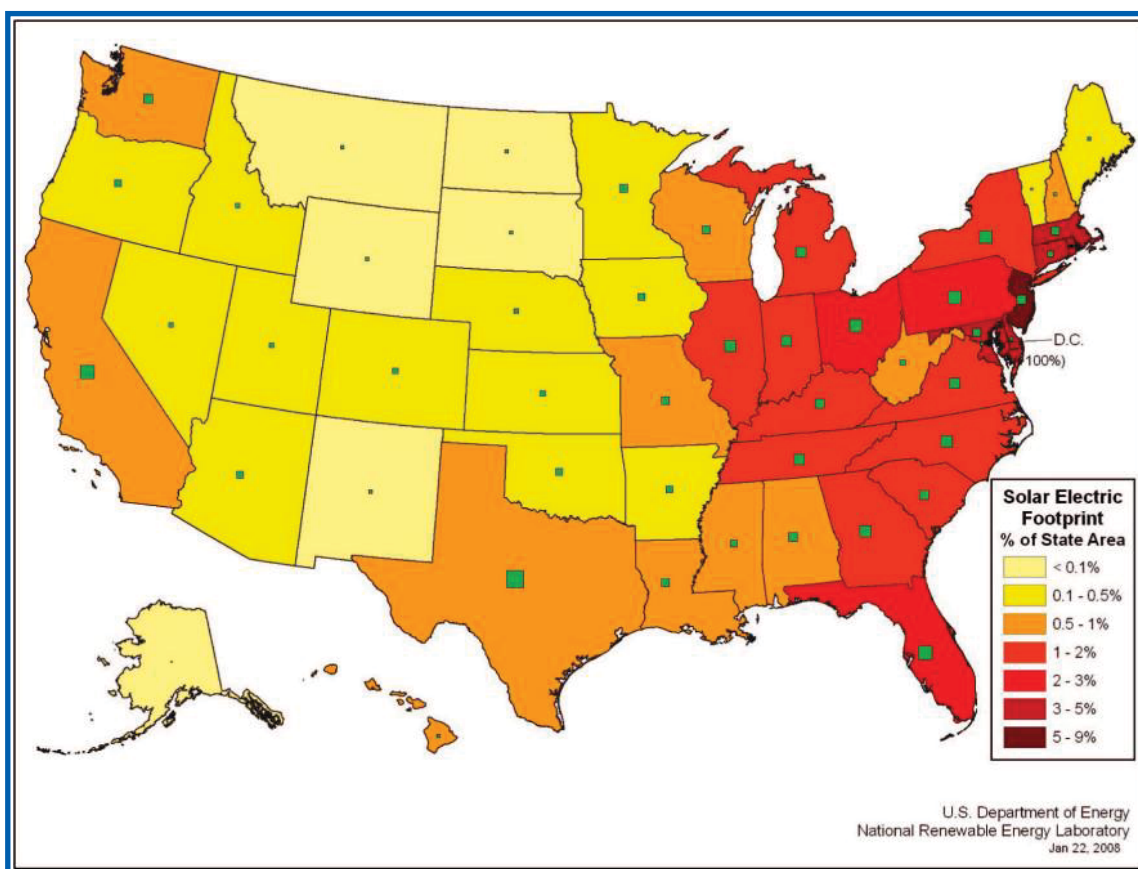 D.C.
100%)
Solar Electric
Footprint
% of State Area
< 0.1%
0.1 - 0.5%
0.5 - 1%
1 - 2%
2 - 3%
3 - 5%
5 - 9%
U.S. Department of Energy
National Renewable Energy Laboratory
Jan 22, 2008